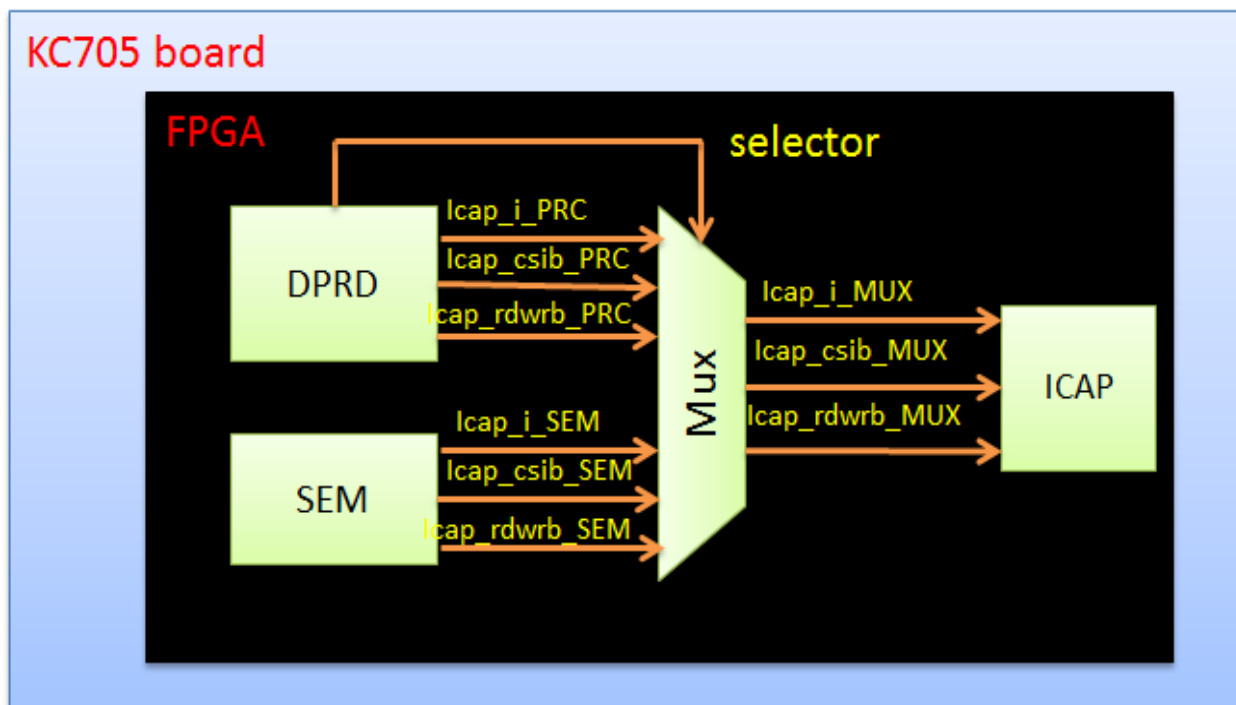 KC705 board
FPGA
selector
DPRD
Icap_i_PRC
Icap_csib_PRC
Icap_rdwrb_PRC
Mux
Icap_i_MUX
Icap_csib_MUX
Icap_rdwrb_MUX
ICAP
SEM
Icap_i_SEM
Icap_csib_SEM
Icap_rdwrb_SEM